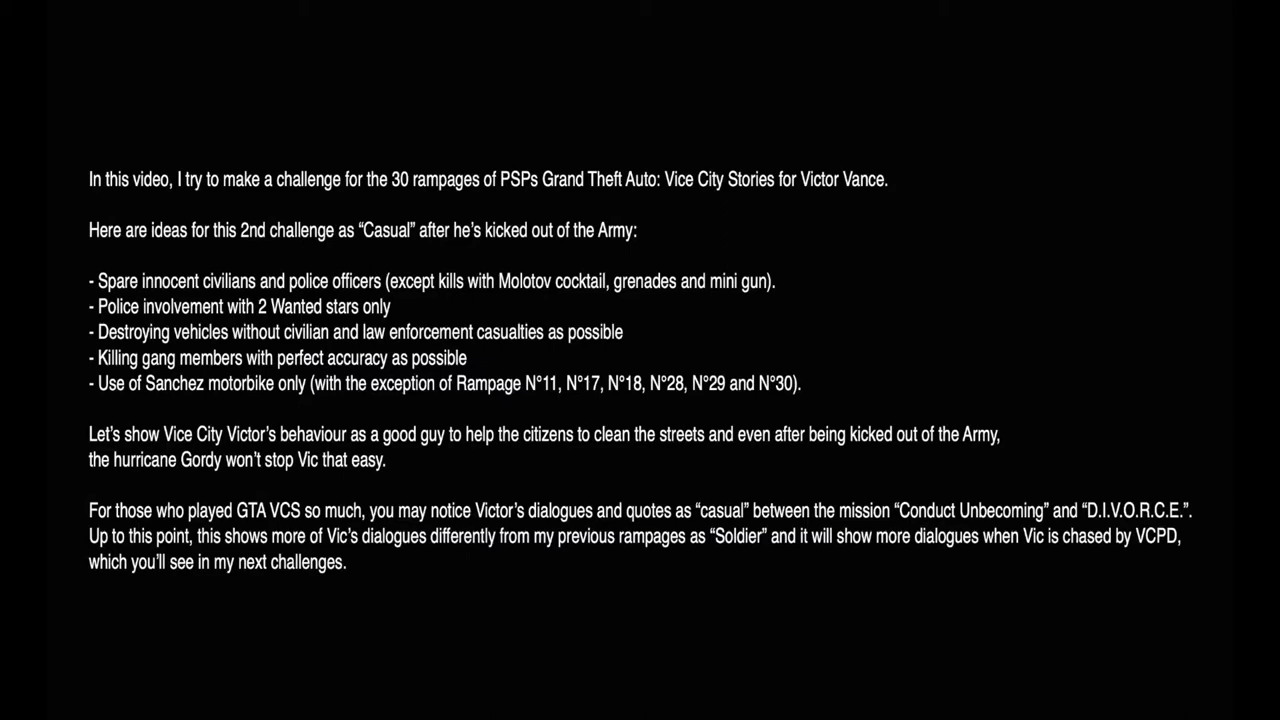 In this video, I try to make a challenge for the 30 rampages of PSPs Grand Theft Auto: Vice City Stories for Victor Vance.
Here are ideas for this 2nd challenge as “Casual” after he’s kicked out of the Army:
- Spare innocent civilians and police officers (except kills with Molotov cocktail, grenades and mini gun).
- Police involvement with 2 Wanted stars only
- Destroying vehicles without civilian and law enforcement casualties as possible
- Killing gang members with perfect accuracy as possible
- Use of Sanchez motorbike only (with the exception of Rampage N°11, N°17, N°18, N°28, N°29 and N°30).
Let’s show Vice City Victor’s behaviour as a good guy to help the citizens to clean the streets and even after being kicked out of the Army,
the hurricane Gordy won’t stop Vic that easy.
For those who played GTA VCS so much, you may notice Victor’s dialogues and quotes as “casual” between the mission “Conduct Unbecoming” and “D.I.V.O.R.C.E.”.
Up to this point, this shows more of Vic’s dialogues differently from my previous rampages as “Soldier” and it will show more dialogues when Vic is chased by VCPD,
which you’ll see in my next challenges.